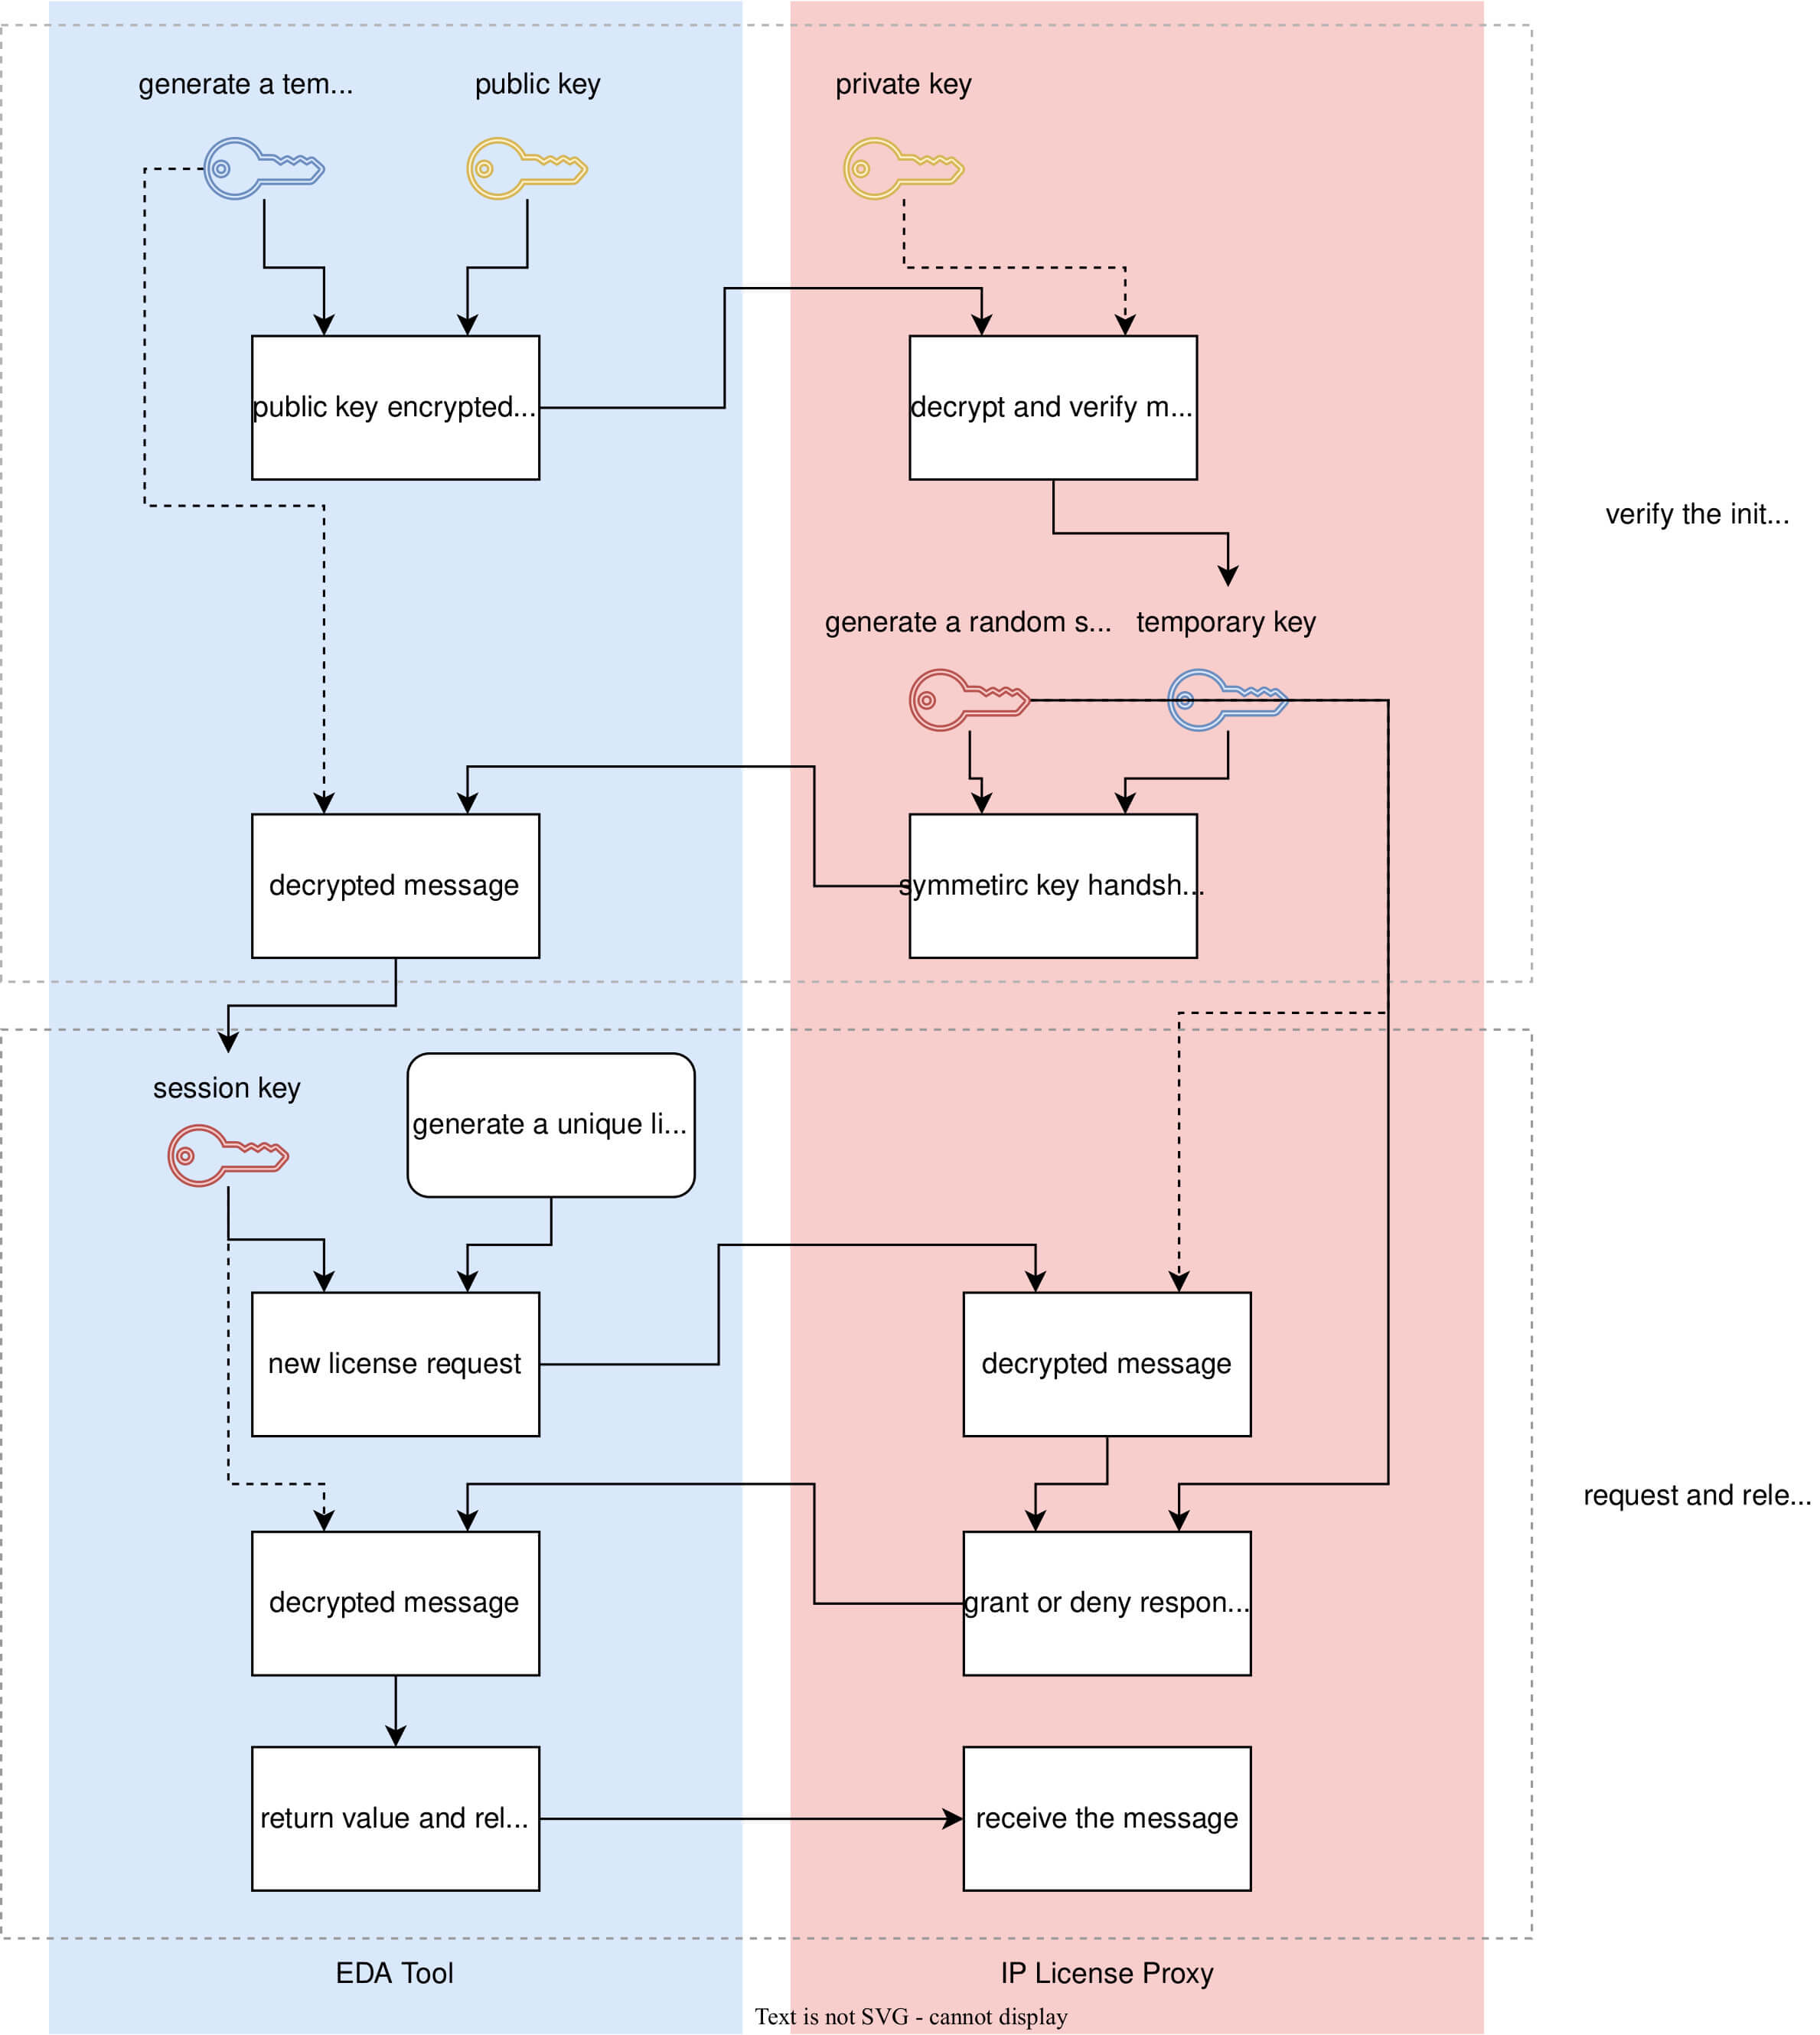 generate a tem...
public key
private key
public key encrypted...
decrypt and verify m...
verify the init...
generate a random s...
temporary key
decrypted message
symmetirc key handsh...
session key
generate a unique li...
new license request
decrypted message
request and rele...
decrypted message
grant or deny respon...
return value and rel...
receive the message
EDA Tool
IP License Proxy
Text is not SVG - cannot display